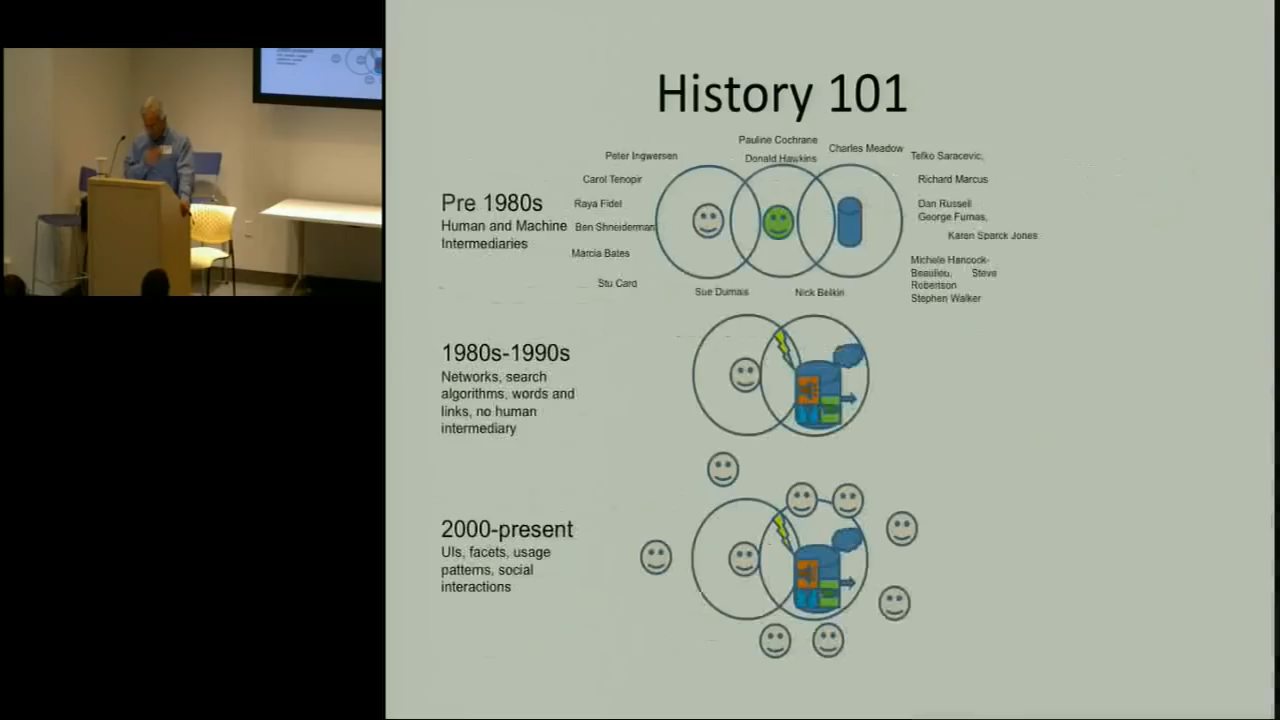 History 101
Pauline Cochrane
Charles Meadow
Peter Ingwersen
Donald Hawkins
Tefko Saracevic,
Carol Tenopir
Richard Marcus
Pre 1980s
Human and Machine
Intermediaries
Raya Fidel
Dan Russell
George Furnas,
Ben Shneiderman
Karen Sparck Jones
Marcia Bates
Michele Hancock-
Beaulieu, Steve
Robertson
Stephen Walker
Stu Card
Sue Dumais
Nick Belkin
1980s-1990s
Networks, search
algorithms, words and
links, no human
intermediary
2000-present
UIs, facets, usage
patterns, social
interactions